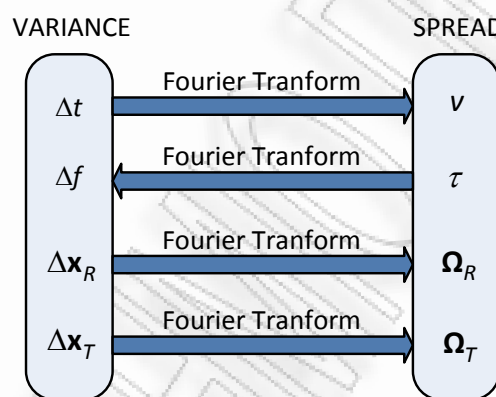 VARIANCE SPREAD
Fourier Tranform
Δt ν
Fourier Tranform
Δf τ
Fourier Tranform
Δx_R Ω_R
Fourier Tranform
Δx_T Ω_T